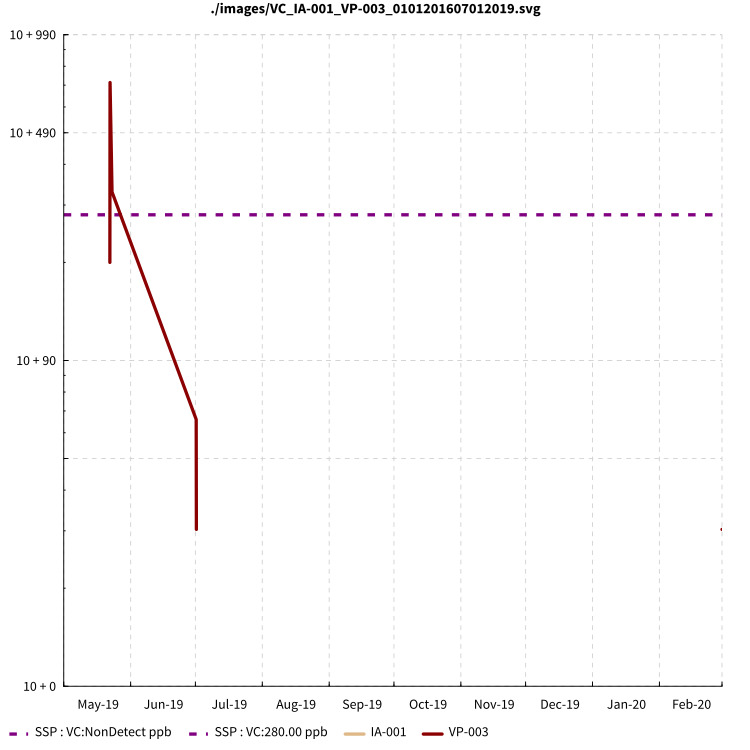 ./images/VC_IA-001_VP-003_0101201607012019.svg
10 + 990
10 + 490
10 + 90
10 + 0
May-19 Jun-19 Jul-19 Aug-19 Sep-19 Oct-19 Nov-19 Dec-19 Jan-20 Feb-20
SSP : VC:NonDetect ppb SSP : VC:280.00 ppb IA-001 VP-003